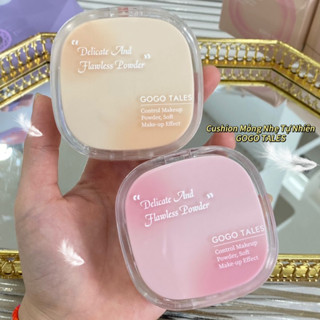 "Delicate And
Flawless Powder"
GOGO TALES
Control Makeup
Powder, Soft
Make-up Effect
Cushion Mỏng Nhẹ Tự Nhiên
GOGO TALES
"Delicate And
Flawless Powder"
GOGO TALES
Control Makeup
Powder, Soft
Make-up Effect